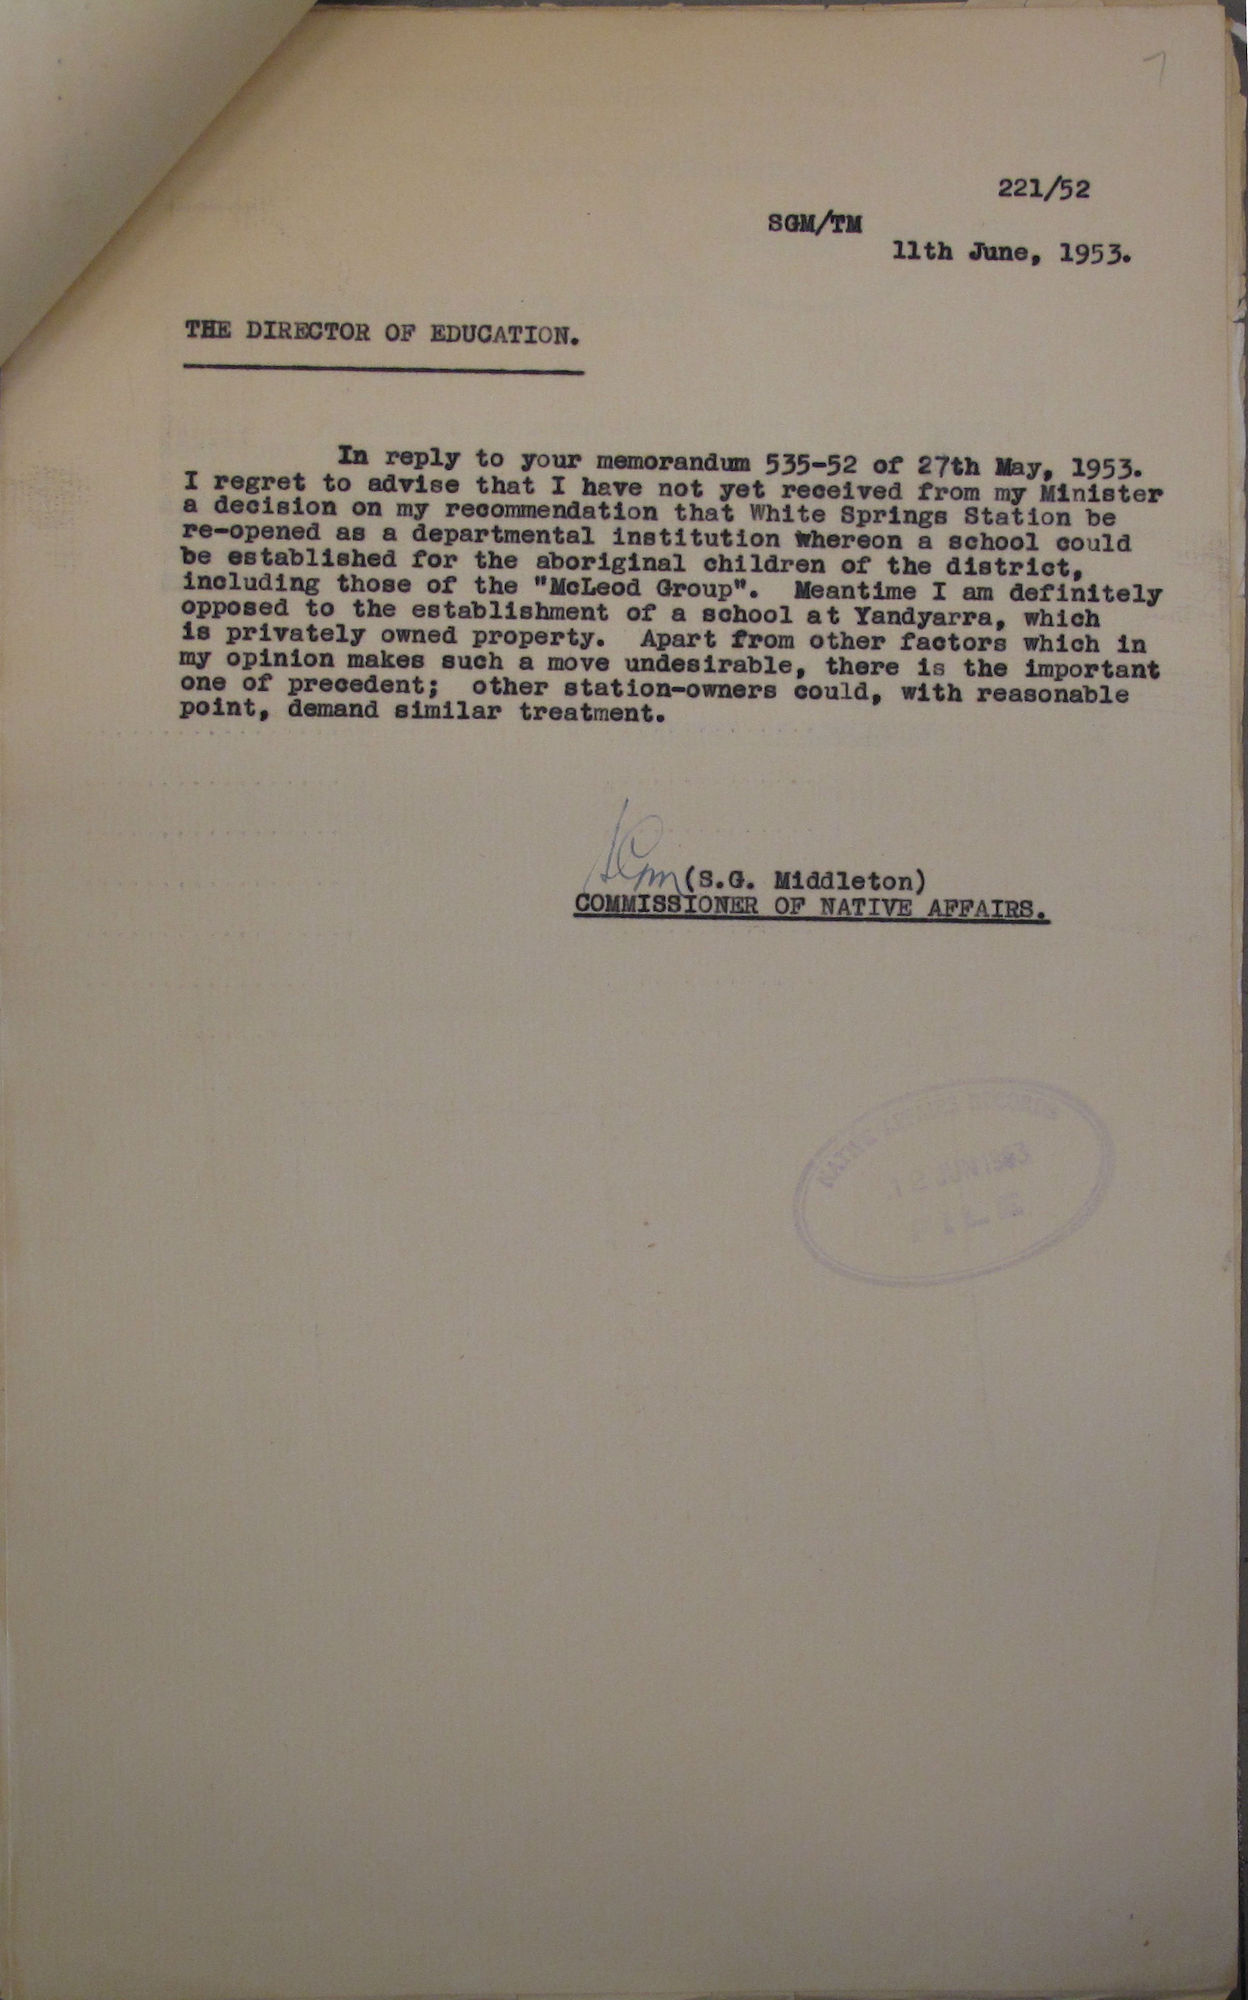 221/52
SGM/TM
11th June, 1953.
THE DIRECTOR OF EDUCATION.
In reply to your memorandum 535-52 of 27th May, 1953.
I regret to advise that I have not yet received from my Minister
a decision on my recommendation that White Springs Station be
re-opened as a departmental institution whereon a school could
be established for the aboriginal children of the district,
including those of the "McLeod Group". Meantime I am definitely
opposed to the establishment of a school at Yandyarra, which
is privately owned property. Apart from other factors which in
my opinion makes such a move undesirable, there is the important
one of precedent; other station-owners could, with reasonable
point, demand similar treatment.
SGM (S.G. Middleton)
COMMISSIONER OF NATIVE AFFAIRS.